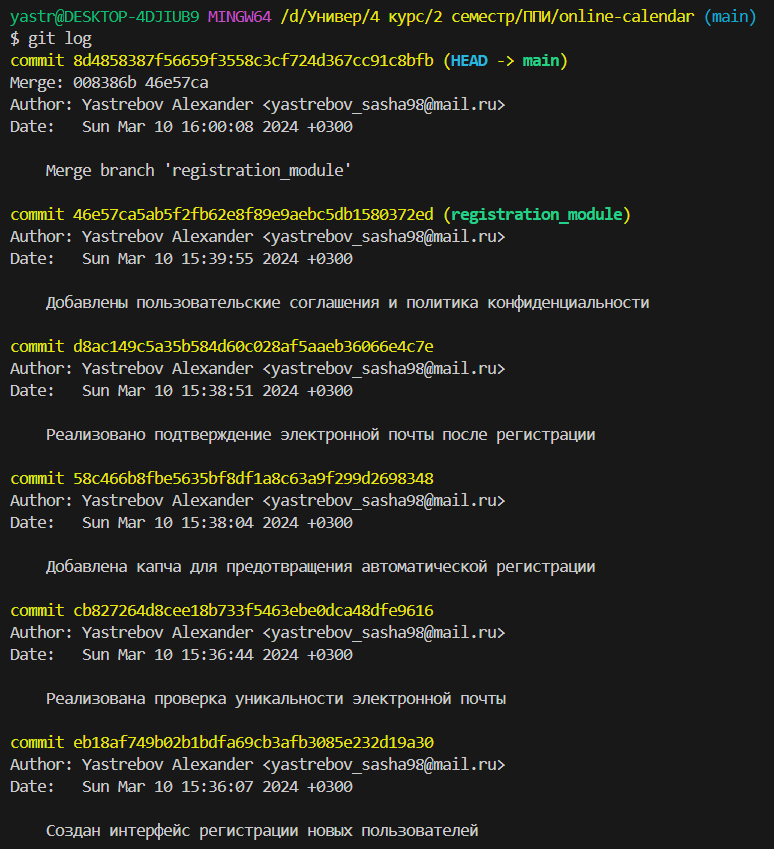 yastr@DESKTOP-4DJIUB9 MINGW64 /d/Универ/4 курс/2 семестр/ППИ/online-calendar (main)
$ git log
commit 8d4858387f56659f3558c3cf724d367cc91c8bfb (HEAD -> main)
Merge: 008386b 46e57ca
Author: Yastrebov Alexander <yastrebov_sasha98@mail.ru>
Date:   Sun Mar 10 16:00:08 2024 +0300
Merge branch 'registration_module'
commit 46e57ca5ab5f2fb62e8f89e9aebc5db1580372ed (registration_module)
Author: Yastrebov Alexander <yastrebov_sasha98@mail.ru>
Date:   Sun Mar 10 15:39:55 2024 +0300
Добавлены пользовательские соглашения и политика конфиденциальности
commit d8ac149c5a35b584d60c028af5aaeb36066e4c7e
Author: Yastrebov Alexander <yastrebov_sasha98@mail.ru>
Date:   Sun Mar 10 15:38:51 2024 +0300
Реализовано подтверждение электронной почты после регистрации
commit 58c466b8fbe5635bf8df1a8c63a9f299d2698348
Author: Yastrebov Alexander <yastrebov_sasha98@mail.ru>
Date:   Sun Mar 10 15:38:04 2024 +0300
Добавлена капча для предотвращения автоматической регистрации
commit cb827264d8cee18b733f5463ebe0dca48dfe9616
Author: Yastrebov Alexander <yastrebov_sasha98@mail.ru>
Date:   Sun Mar 10 15:36:44 2024 +0300
Реализована проверка уникальности электронной почты
commit eb18af749b02b1bdfa69cb3afb3085e232d19a30
Author: Yastrebov Alexander <yastrebov_sasha98@mail.ru>
Date:   Sun Mar 10 15:36:07 2024 +0300
Создан интерфейс регистрации новых пользователей